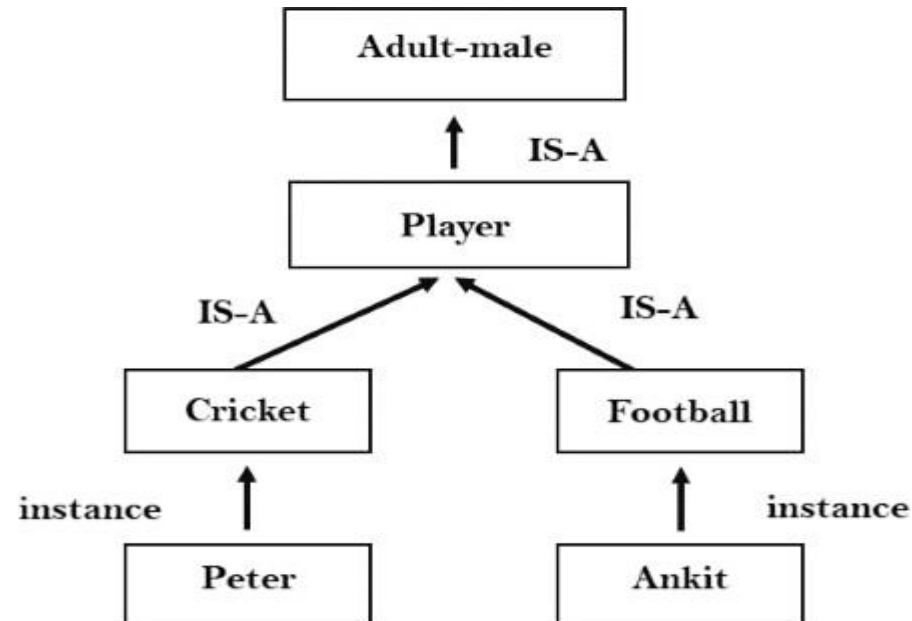 Adult-male
IS-A
Player
IS-A
IS-A
Cricket
Football
instance
instance
Peter
Ankit